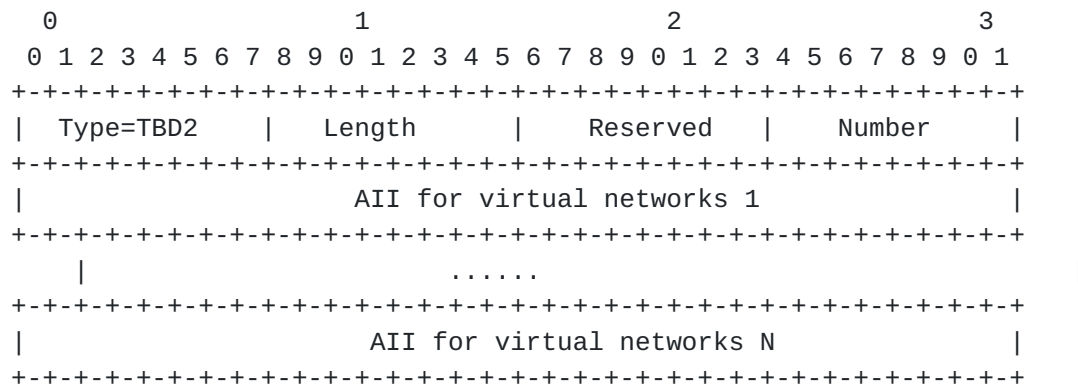 0                   1                   2                   3
 0 1 2 3 4 5 6 7 8 9 0 1 2 3 4 5 6 7 8 9 0 1 2 3 4 5 6 7 8 9 0 1
+-+-+-+-+-+-+-+-+-+-+-+-+-+-+-+-+-+-+-+-+-+-+-+-+-+-+-+-+-+-+-+-+
|  Type=TBD2    |   Length      |    Reserved   |    Number     |
+-+-+-+-+-+-+-+-+-+-+-+-+-+-+-+-+-+-+-+-+-+-+-+-+-+-+-+-+-+-+-+-+
|                     AII for virtual networks 1                |
+-+-+-+-+-+-+-+-+-+-+-+-+-+-+-+-+-+-+-+-+-+-+-+-+-+-+-+-+-+-+-+-+
    |                       ......
+-+-+-+-+-+-+-+-+-+-+-+-+-+-+-+-+-+-+-+-+-+-+-+-+-+-+-+-+-+-+-+-+
|                      AII for virtual networks N               |
+-+-+-+-+-+-+-+-+-+-+-+-+-+-+-+-+-+-+-+-+-+-+-+-+-+-+-+-+-+-+-+-+